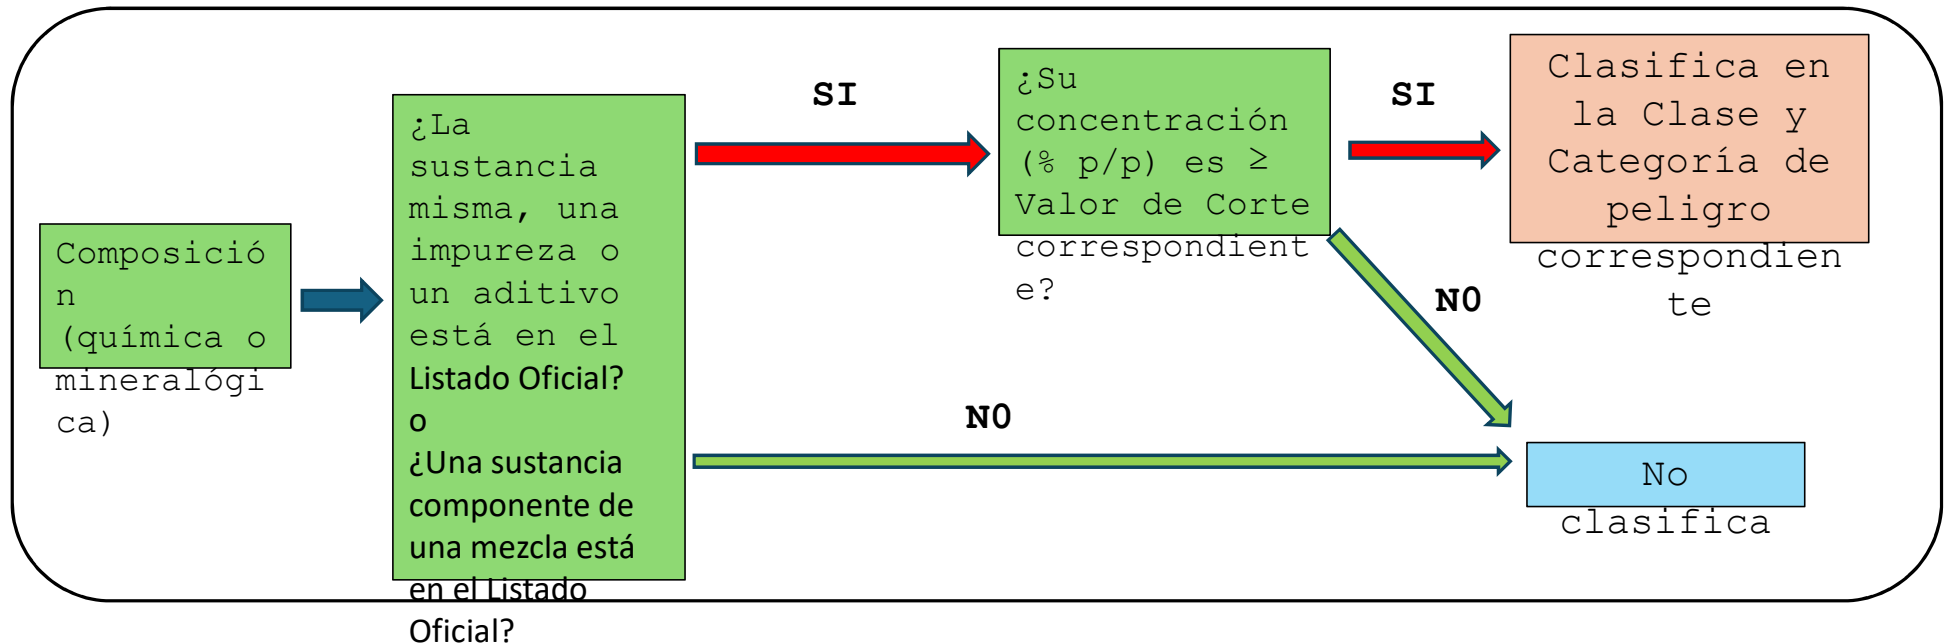 Composició
n
(química o
mineralógi
ca)
¿La
sustancia
misma, una
impureza o
un aditivo
está en el
Listado Oficial?
o
¿Una sustancia
componente de
una mezcla está
en el Listado
Oficial?
SI
¿Su
concentración
(% p/p) es ≥
Valor de Corte
correspondient
e?
SI
Clasifica en
la Clase y
Categoría de
peligro
correspondien
te
N0
N0
No
clasifica